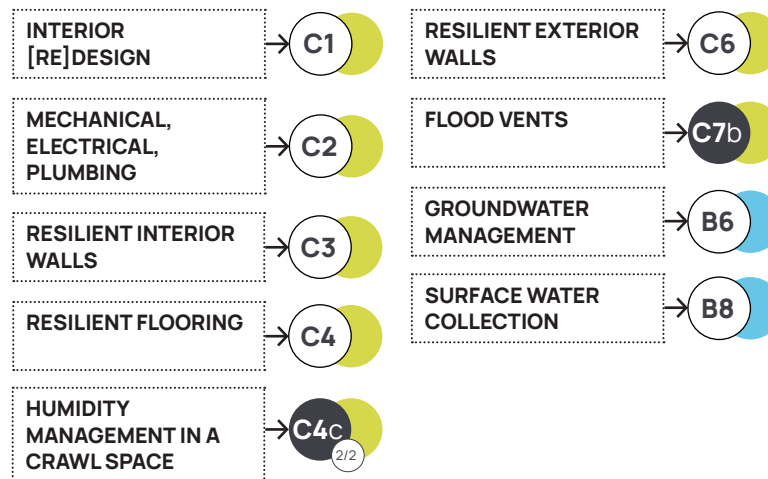 INTERIOR
[RE]DESIGN
C1
MECHANICAL,
ELECTRICAL,
PLUMBING
C2
RESILIENT INTERIOR
WALLS
C3
RESILIENT FLOORING
C4
HUMIDITY
MANAGEMENT IN A
CRAWL SPACE
C4c
2/2
RESILIENT EXTERIOR
WALLS
C6
FLOOD VENTS
C7b
GROUNDWATER
MANAGEMENT
B6
SURFACE WATER
COLLECTION
B8